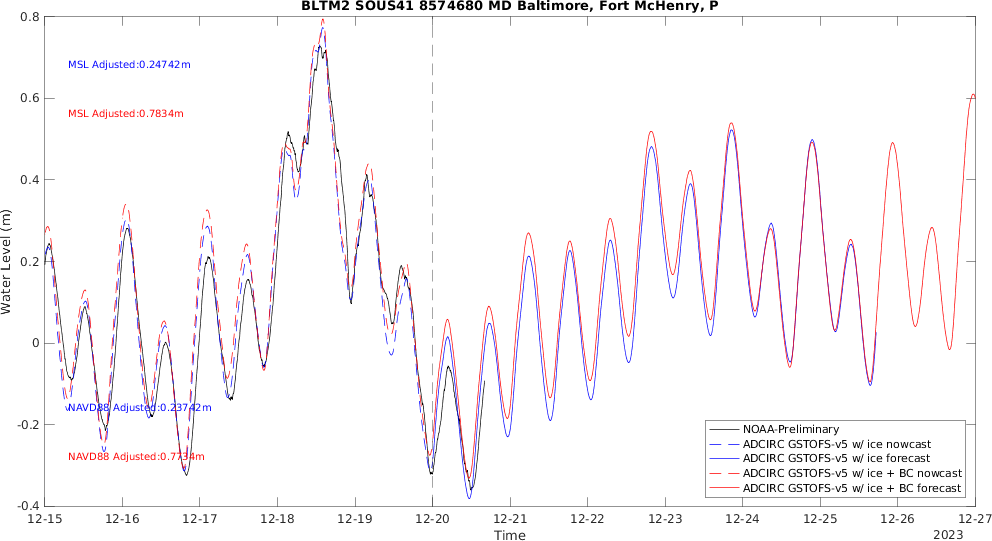 BLTM2 SOUS41 8574680 MD Baltimore, Fort McHenry, P
0.8
MSL Adjusted:0.24742m
0.6
MSL Adjusted:0.7834m
0.4
0.2
Water Level (m)
0
NAVD88 Adjusted:0.23742m
-0.2
NAVD88 Adjusted:0.7734m
-0.4
NOAA-Preliminary
ADCIRC GSTOFS-v5 w/ ice nowcast
ADCIRC GSTOFS-v5 w/ ice forecast
ADCIRC GSTOFS-v5 w/ ice + BC nowcast
ADCIRC GSTOFS-v5 w/ ice + BC forecast
12-15 12-16 12-17 12-18 12-19 12-20 12-21 12-22 12-23 12-24 12-25 12-26 12-27
Time
2023